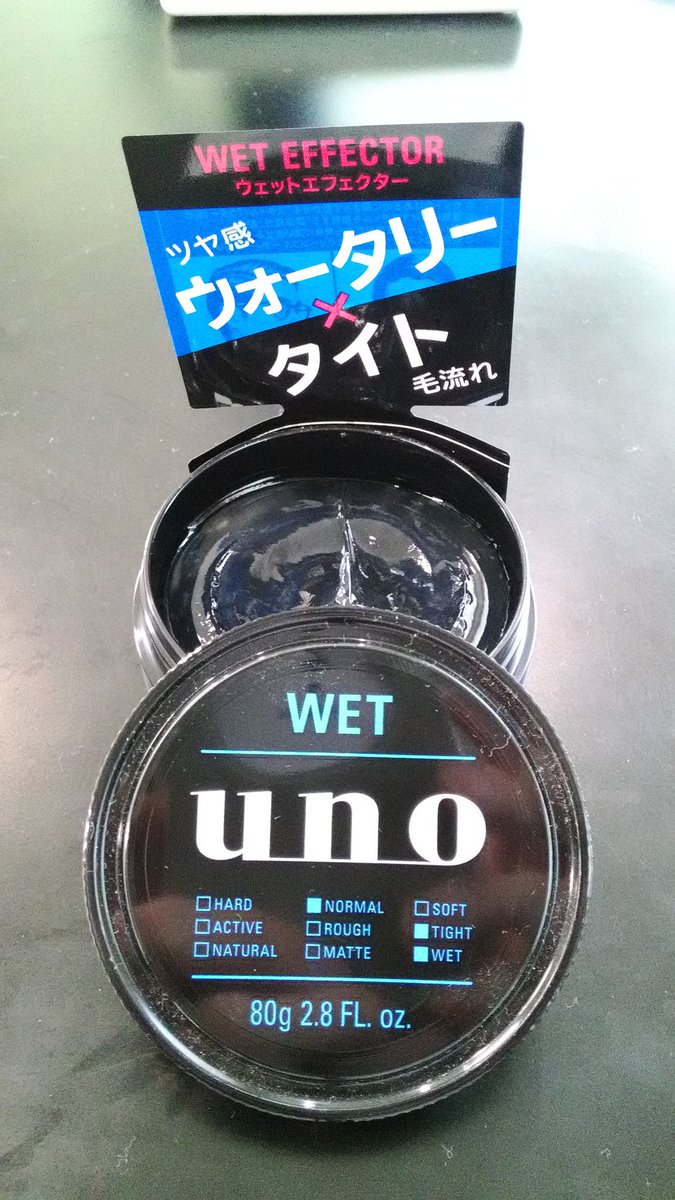 WET EFFECTOR
ウェットエフェクター
ツヤ感
ウォータリー
×
タイト
毛流れ
WET
uno
□HARD ■NORMAL □SOFT
□ACTIVE □ROUGH ■TIGHT
□NATURAL □MATTE ■WET
80g 2.8 FL. oz.